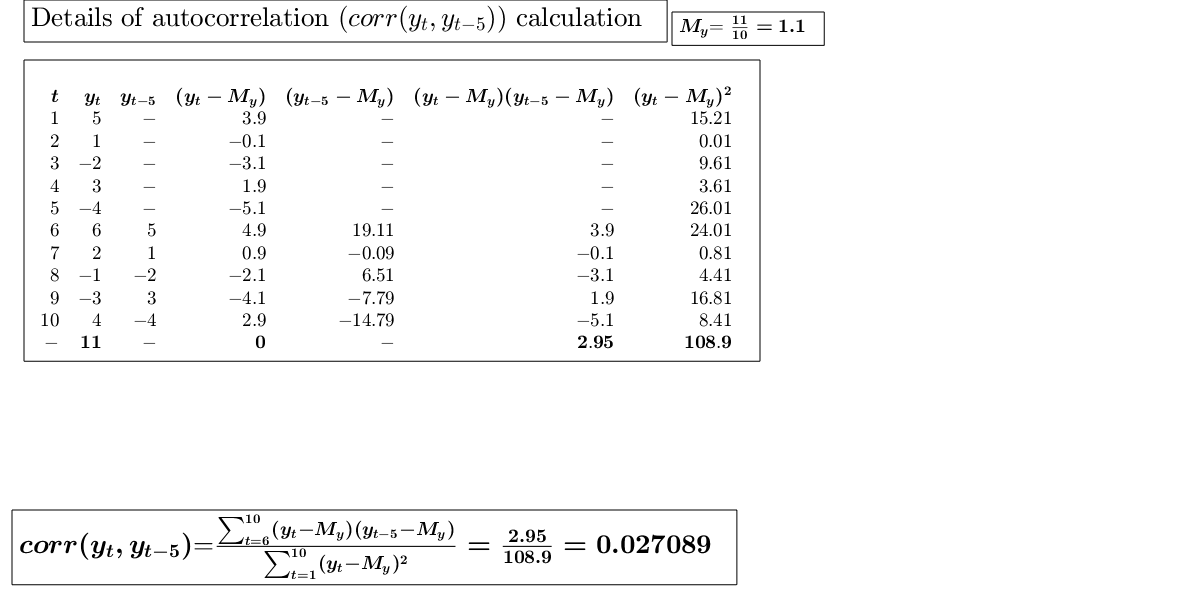 Details of autocorrelation (corr(y_t, y_{t−5})) calculation
M_y= 11/10 = 1.1
t y_t y_{t−5} (y_t − M_y) (y_{t−5} − M_y) (y_t − M_y)(y_{t−5} − M_y) (y_t − M_y)²
1 5 − 3.9 − − 15.21
2 1 − −0.1 − − 0.01
3 −2 − −3.1 − − 9.61
4 3 − 1.9 − − 3.61
5 −4 − −5.1 − − 26.01
6 6 5 4.9 19.11 3.9 24.01
7 2 1 0.9 −0.09 −0.1 0.81
8 −1 −2 −2.1 6.51 −3.1 4.41
9 −3 3 −4.1 −7.79 1.9 16.81
10 4 −4 2.9 −14.79 −5.1 8.41
− 11 − 0 − 2.95 108.9
corr(y_t, y_{t−5})= ∑_{t=6}^{10}(y_t−M_y)(y_{t−5}−M_y) / ∑_{t=1}^{10}(y_t−M_y)² = 2.95/108.9 = 0.027089